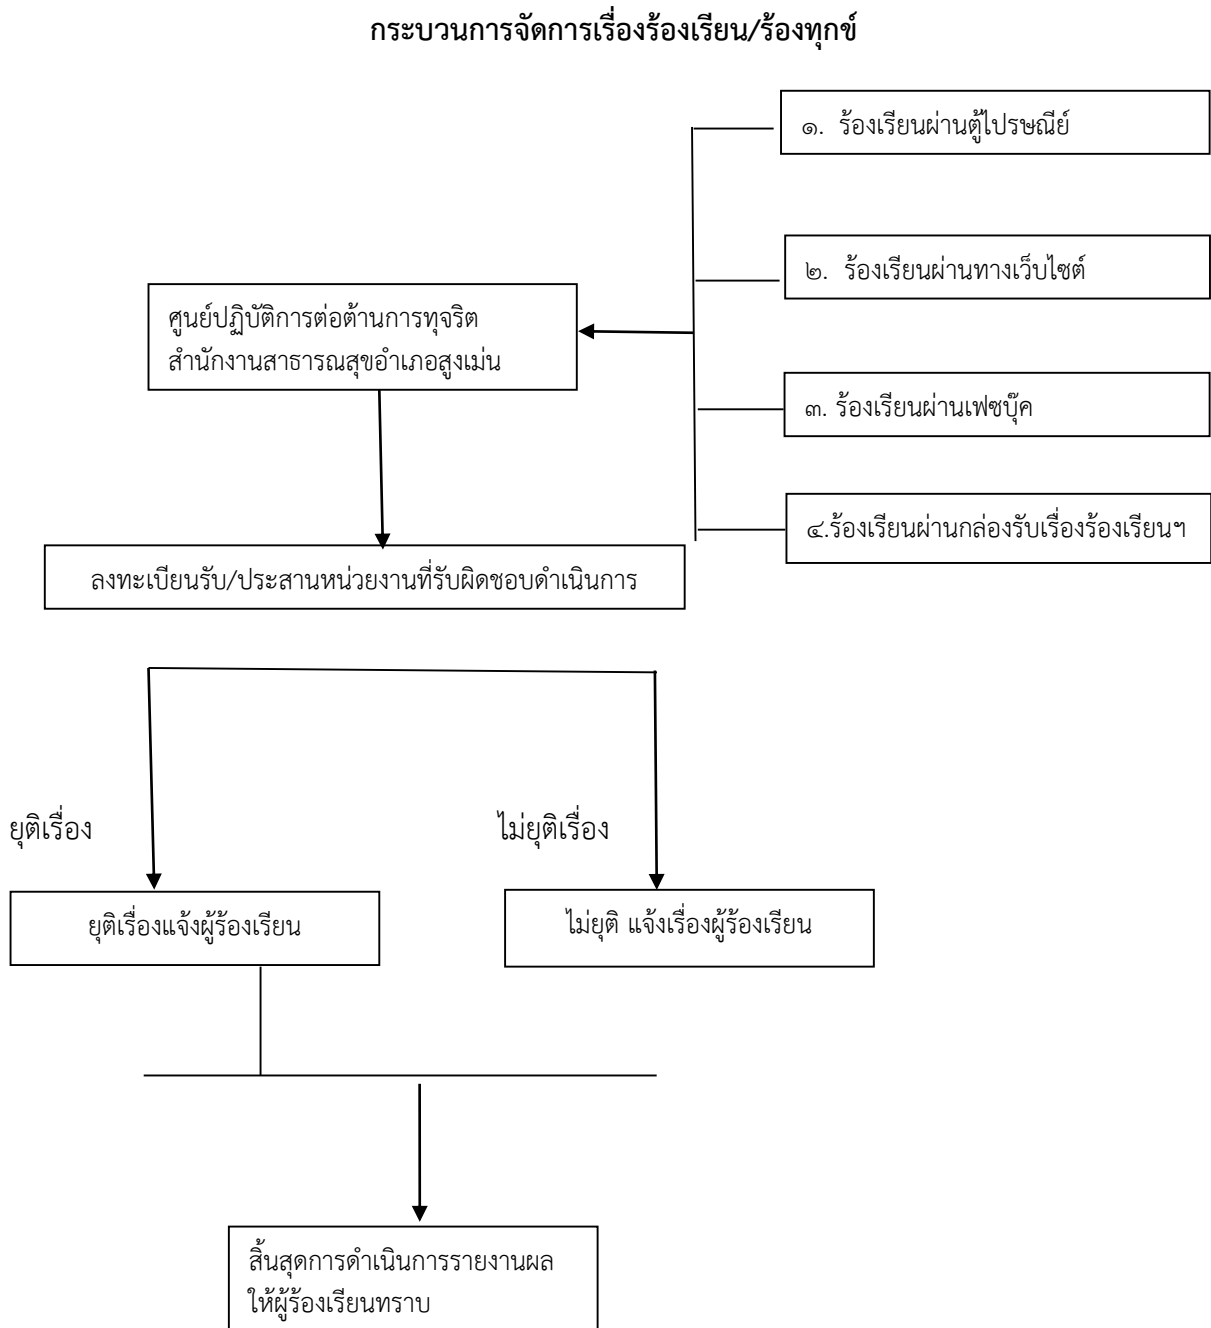 กระบวนการจัดการเรื่องร้องเรียน/ร้องทุกข์
๑. ร้องเรียนผ่านตู้ไปรษณีย์
๒. ร้องเรียนผ่านทางเว็บไซต์
ศูนย์ปฏิบัติการต่อต้านการทุจริต
สำนักงานสาธารณสุขอำเภอสูงเม่น
๓. ร้องเรียนผ่านเฟซบุ๊ค
๔.ร้องเรียนผ่านกล่องรับเรื่องร้องเรียนฯ
ลงทะเบียนรับ/ประสานหน่วยงานที่รับผิดชอบดำเนินการ
ยุติเรื่อง
ไม่ยุติเรื่อง
ยุติเรื่องแจ้งผู้ร้องเรียน
ไม่ยุติ แจ้งเรื่องผู้ร้องเรียน
สิ้นสุดการดำเนินการรายงานผล
ให้ผู้ร้องเรียนทราบ